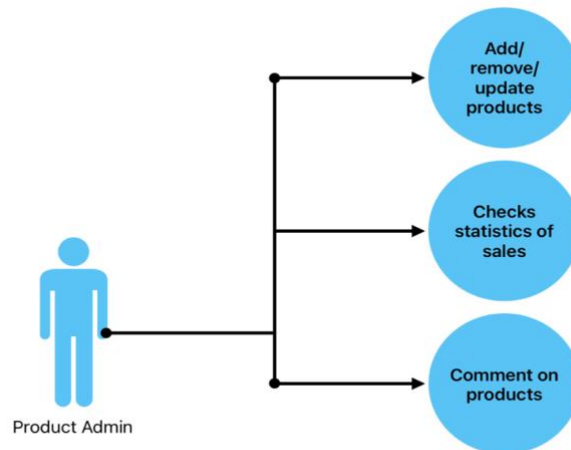 Add/
remove/
update
products
Checks
statistics of
sales
Comment on
products
Product Admin